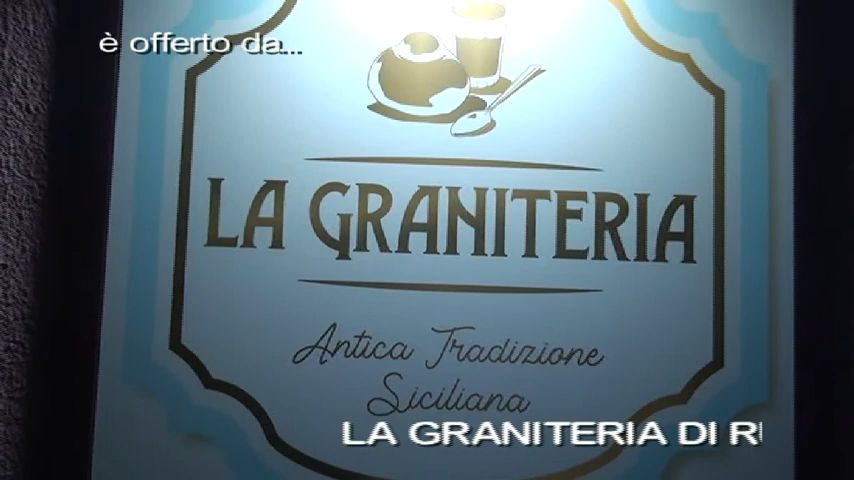 è offerto da...
LA GRANITERIA
Antica Tradizione
Siciliana
LA GRANITERIA DI